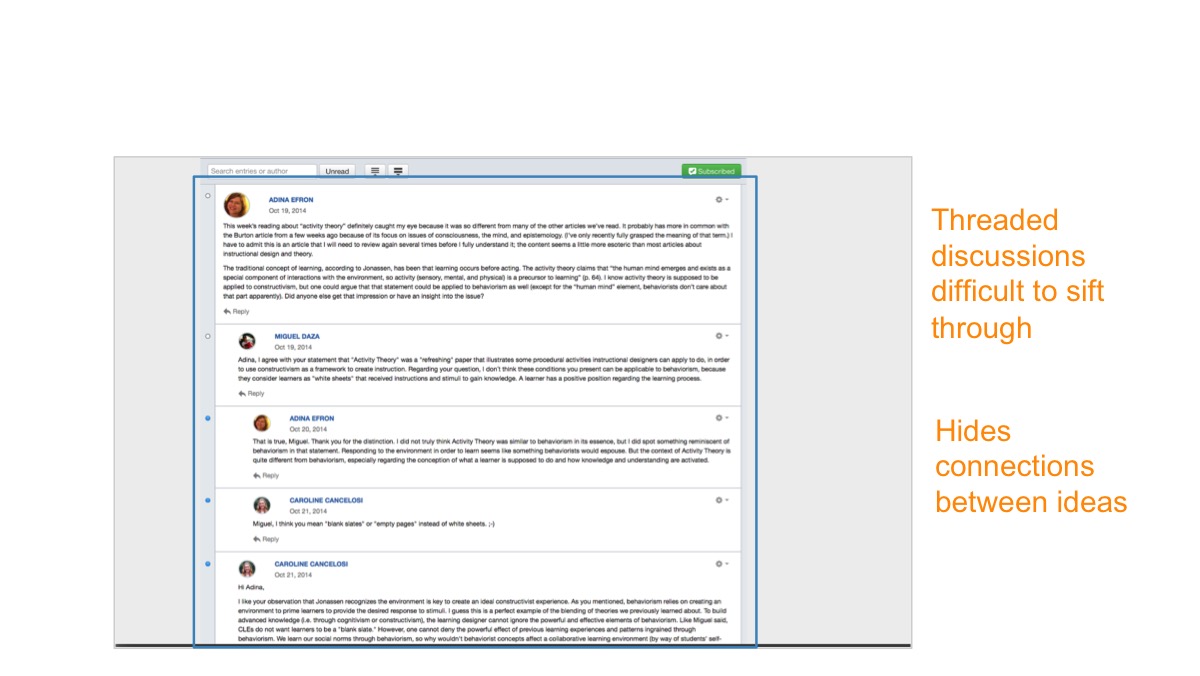 Search entries or author Unread Subscribed
ADINA EFRON
Oct 19, 2014
This week's reading about "activity theory" definitely caught my eye because it was so different from many of the other articles we've read. It probably has more in common with
the Burton article from a few weeks ago because of its focus on issues of consciousness, the mind, and epistemology. (I've only recently fully grasped the meaning of that term.) I
have to admit this is an article that I will need to review again several times before I fully understand it; the content seems a little more esoteric than most articles about
instructional design and theory.
The traditional concept of learning, according to Jonassen, has been that learning occurs before acting. The activity theory claims that "the human mind emerges and exists as a
special component of interactions with the environment, so activity (sensory, mental, and physical) is a precursor to learning" (p. 64). I know activity theory is supposed to be
applied to constructivism, but one could argue that that statement could be applied to behaviorism as well (except for the "human mind" element, behaviorists don't care about
that part apparently). Did anyone else get that impression or have an insight into the issue?
Reply
MIGUEL DAZA
Oct 19, 2014
Adina, I agree with your statement that "Activity Theory" was a "refreshing" paper that illustrates some procedural activities instructional designers can apply to do, in order
to use constructivism as a framework to create instruction. Regarding your question, I don't think these conditions you present can be applicable to behaviorism, because
they consider learners as "white sheets" that received instructions and stimuli to gain knowledge. A learner has a positive position regarding the learning process.
Reply
ADINA EFRON
Oct 20, 2014
That is true, Miguel. Thank you for the distinction. I did not truly think Activity Theory was similar to behaviorism in its essence, but I did spot something reminiscent of
behaviorism in that statement. Responding to the environment in order to learn seems like something behaviorists would espouse. But the context of Activity Theory is
quite different from behaviorism, especially regarding the conception of what a learner is supposed to do and how knowledge and understanding are activated.
Reply
CAROLINE CANCELOSI
Oct 21, 2014
Miguel, I think you mean "blank slates" or "empty pages" instead of white sheets. ;-)
Reply
CAROLINE CANCELOSI
Oct 21, 2014
Hi Adina,
I like your observation that Jonassen recognizes the environment is key to create an ideal constructivist experience. As you mentioned, behaviorism relies on creating an
environment to prime learners to provide the desired response to stimuli. I guess this is a perfect example of the blending of theories we previously learned about. To build
advanced knowledge (i.e. through cognitivism or constructivism), the learning designer cannot ignore the powerful and effective elements of behaviorism. Like Miguel said,
CLEs do not want learners to be a "blank slate." However, one cannot deny the powerful effect of previous learning experiences and patterns ingrained through
behaviorism. We learn our social norms through behaviorism, so why wouldn't behaviorist concepts affect a collaborative learning environment (by way of students' self-
Threaded
discussions
difficult to sift
through
Hides
connections
between ideas